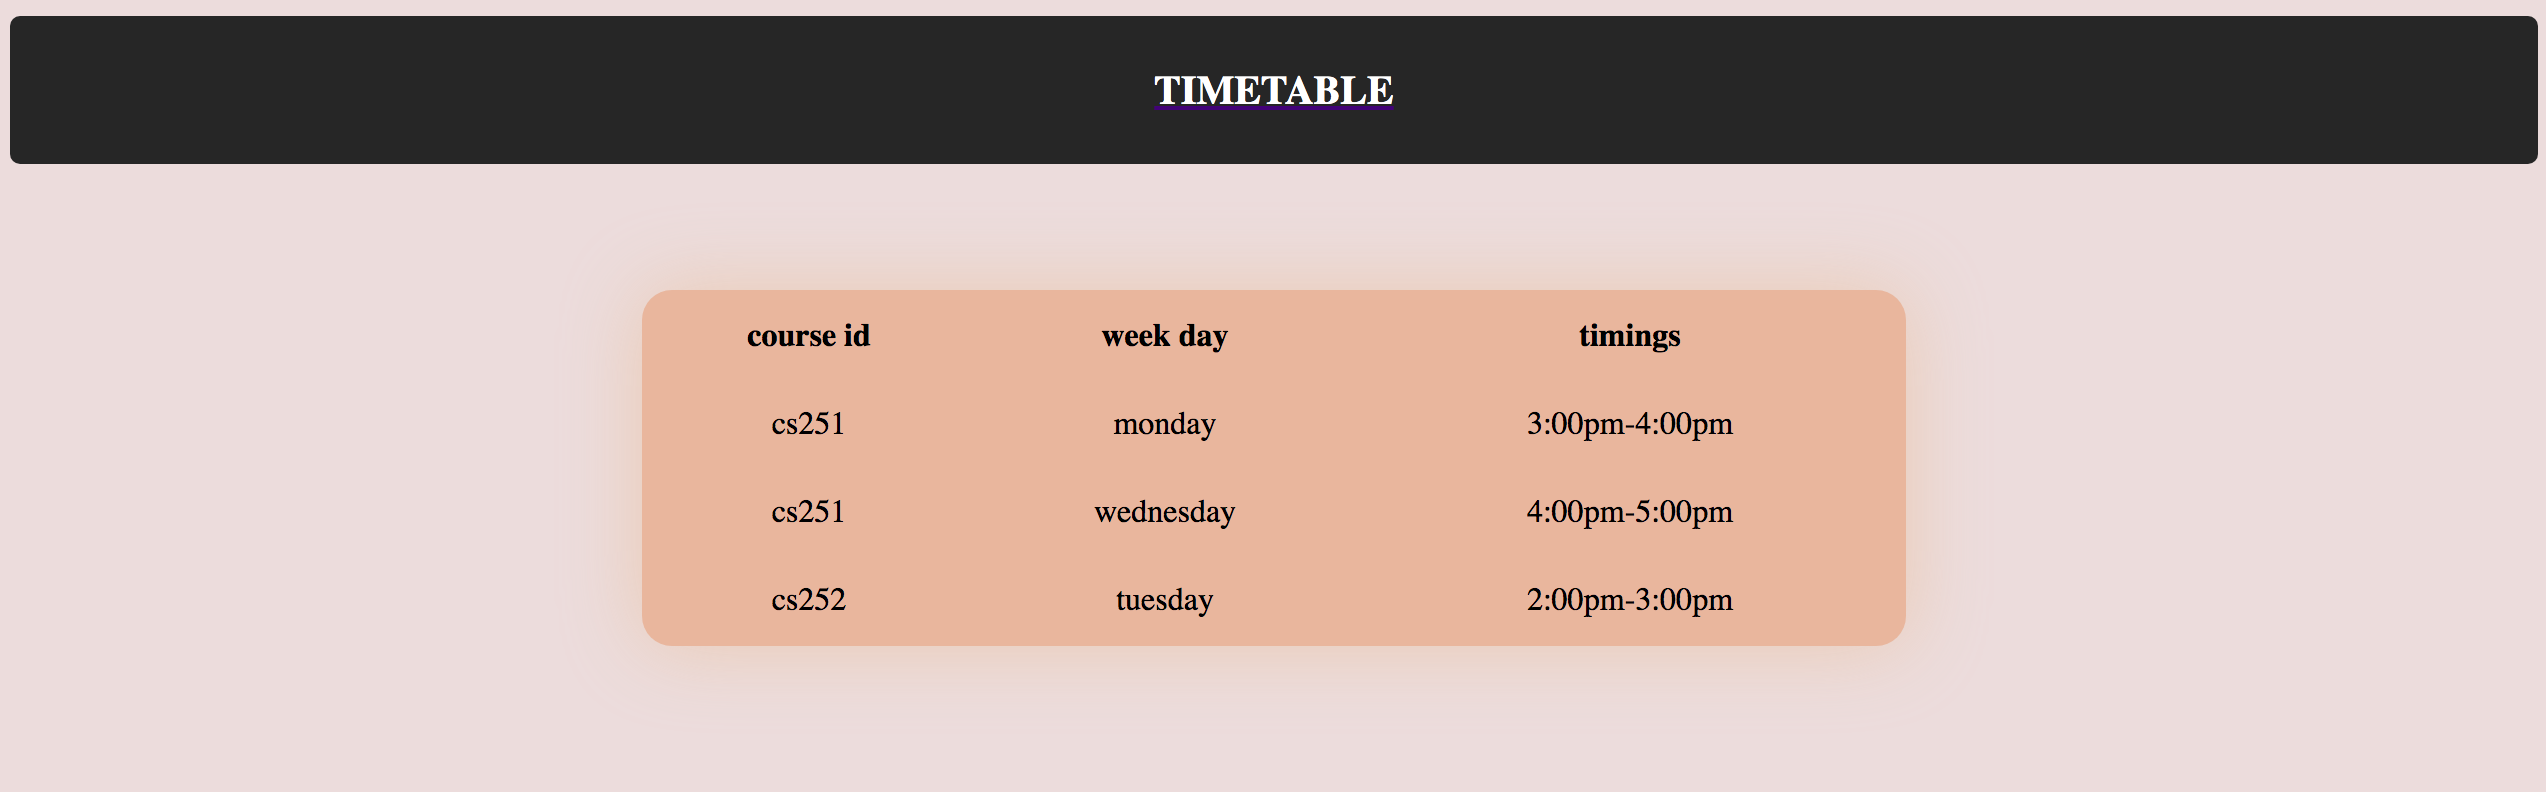 TIMETABLE
course id week day timings
cs251 monday 3:00pm-4:00pm
cs251 wednesday 4:00pm-5:00pm
cs252 tuesday 2:00pm-3:00pm